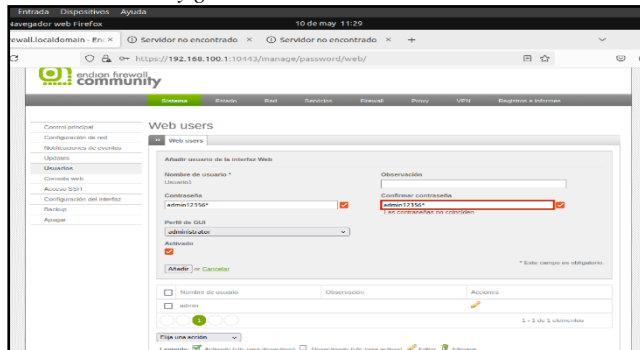 Entrada Dispositivos Ayuda
Navegador web Firefox 10 de may 11:29
rewall.localdomain - En × Servidor no encontrado × Servidor no encontrado × +
https://192.168.100.1:10443/manage/password/web/
endian firewall
community
Sistema Estado Red Servicios Firewall Proxy VPN Registros e Informes
Control principal
Configuración de red
Notificaciones de eventos
Updates
Usuarios
Consola web
Acceso SSH
Configuración del interfaz
Backup
Apagar
Web users
Web users
Añadir usuario de la interfaz Web
Nombre de usuario * Observación
Usuario1
Contraseña Confirmar contraseña
admin12356* admin12356*
Las contraseñas no coinciden
Perfil de GUI
administrator
Activado
* Este campo es obligatorio.
Añadir or Cancelar
Nombre de usuario Observación Acciones
admin
1 1 - 1 de 1 elementos
Elija una acción